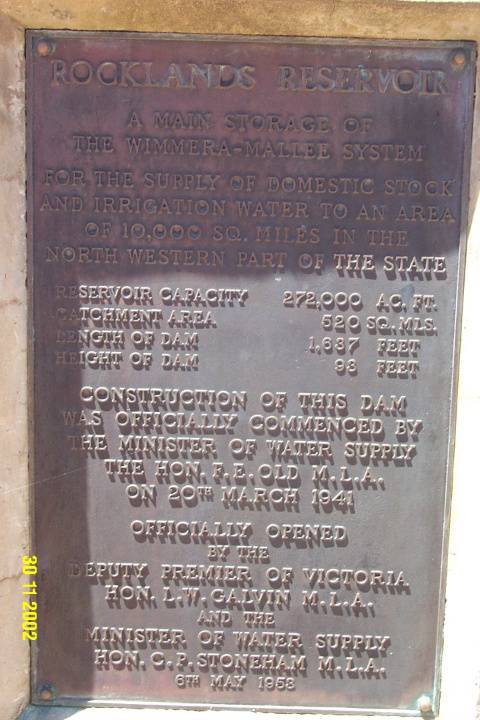 ROCKLANDS RESERVOIR
A MAIN STORAGE OF
THE WIMMERA-MALLEE SYSTEM
FOR THE SUPPLY OF DOMESTIC STOCK
AND IRRIGATION WATER TO AN AREA
OF 10,000 SQ. MILES IN THE
NORTH WESTERN PART OF THE STATE
RESERVOIR CAPACITY 272,000 AC. FT.
CATCHMENT AREA 520 SQ. MLS.
LENGTH OF DAM 1,687 FEET
HEIGHT OF DAM 93 FEET
CONSTRUCTION OF THIS DAM
WAS OFFICIALLY COMMENCED BY
THE MINISTER OF WATER SUPPLY
THE HON. F. E. OLD M.L.A.
ON 20TH MARCH 1941
OFFICIALLY OPENED
BY THE
DEPUTY PREMIER OF VICTORIA
HON. L. W. GALVIN M.L.A.
AND THE
MINISTER OF WATER SUPPLY
HON. C. P. STONEHAM M.L.A.
6TH MAY 1953
30 11 2002